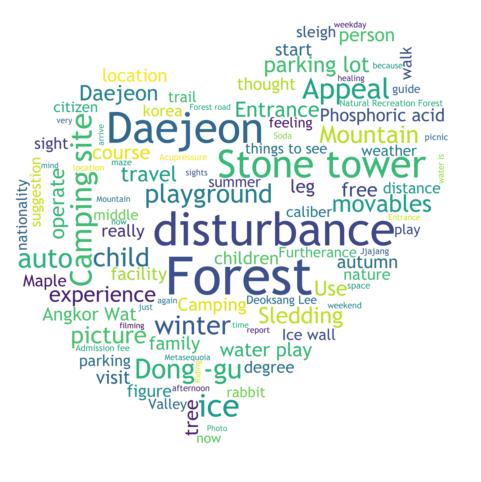 weekday
sleigh
person
because
start
parking lot
walk
location
healing
Daejeon
trail
thought
Appeal
guide
citizen
korea
Entrance
Natural Recreation Forest
Forest road
Phosphoric acid
very
Daejeon
feeling
Mountain
sight
maze
arrive
Soda
weather
picnic
course
Acupressure
things to see
mind
location
travel
Stone tower
water is
suggestion
Camping site
sights
summer
leg
free
distance
nationality
operate
Mountain
playground
movables
Entrance
middle
now
disturbance
caliber
play
really
auto
child
children
Furtherance
autumn
Jjajang
facility
Forest
Use
nature
Maple
experience
Camping
Deoksang Lee
space
Angkor Wat
just
again
winter
Sledding
weekend
filming
time
report
Ice wall
picture
family
water play
Admission fee
Metasequoia
parking
Dong -gu
degree
visit
Riding
figure
afternoon
rabbit
Valley
tree
ice
Photo
now